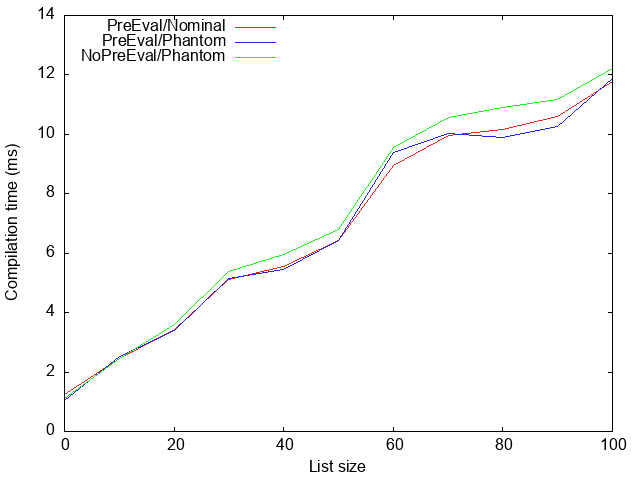 14
PreEval/Nominal
PreEval/Phantom
NoPreEval/Phantom
12
10
8
6
4
2
0
Compilation time (ms)
0 20 40 60 80 100
List size